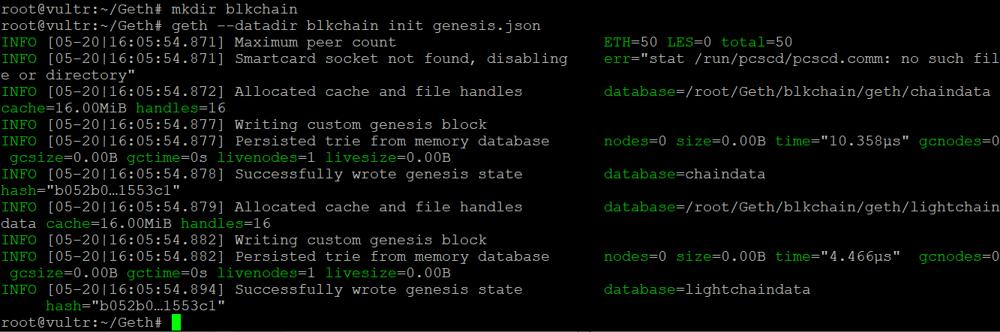 root@vultr:~/Geth# mkdir blkchain
root@vultr:~/Geth# geth --datadir blkchain init genesis.json
INFO [05-20|16:05:54.871] Maximum peer count                       ETH=50 LES=0 total=50
INFO [05-20|16:05:54.871] Smartcard socket not found, disabling    err="stat /run/pcscd/pcscd.comm: no such fil
e or directory"
INFO [05-20|16:05:54.872] Allocated cache and file handles         database=/root/Geth/blkchain/geth/chaindata
cache=16.00MiB handles=16
INFO [05-20|16:05:54.877] Writing custom genesis block
INFO [05-20|16:05:54.877] Persisted trie from memory database      nodes=0 size=0.00B time="10.358µs" gcnodes=0
 gcsize=0.00B gctime=0s livenodes=1 livesize=0.00B
INFO [05-20|16:05:54.878] Successfully wrote genesis state         database=chaindata
hash="b052b0…1553c1"
INFO [05-20|16:05:54.879] Allocated cache and file handles         database=/root/Geth/blkchain/geth/lightchain
data cache=16.00MiB handles=16
INFO [05-20|16:05:54.882] Writing custom genesis block
INFO [05-20|16:05:54.882] Persisted trie from memory database      nodes=0 size=0.00B time="4.466µs"  gcnodes=0
 gcsize=0.00B gctime=0s livenodes=1 livesize=0.00B
INFO [05-20|16:05:54.894] Successfully wrote genesis state         database=lightchaindata
     hash="b052b0…1553c1"
root@vultr:~/Geth#